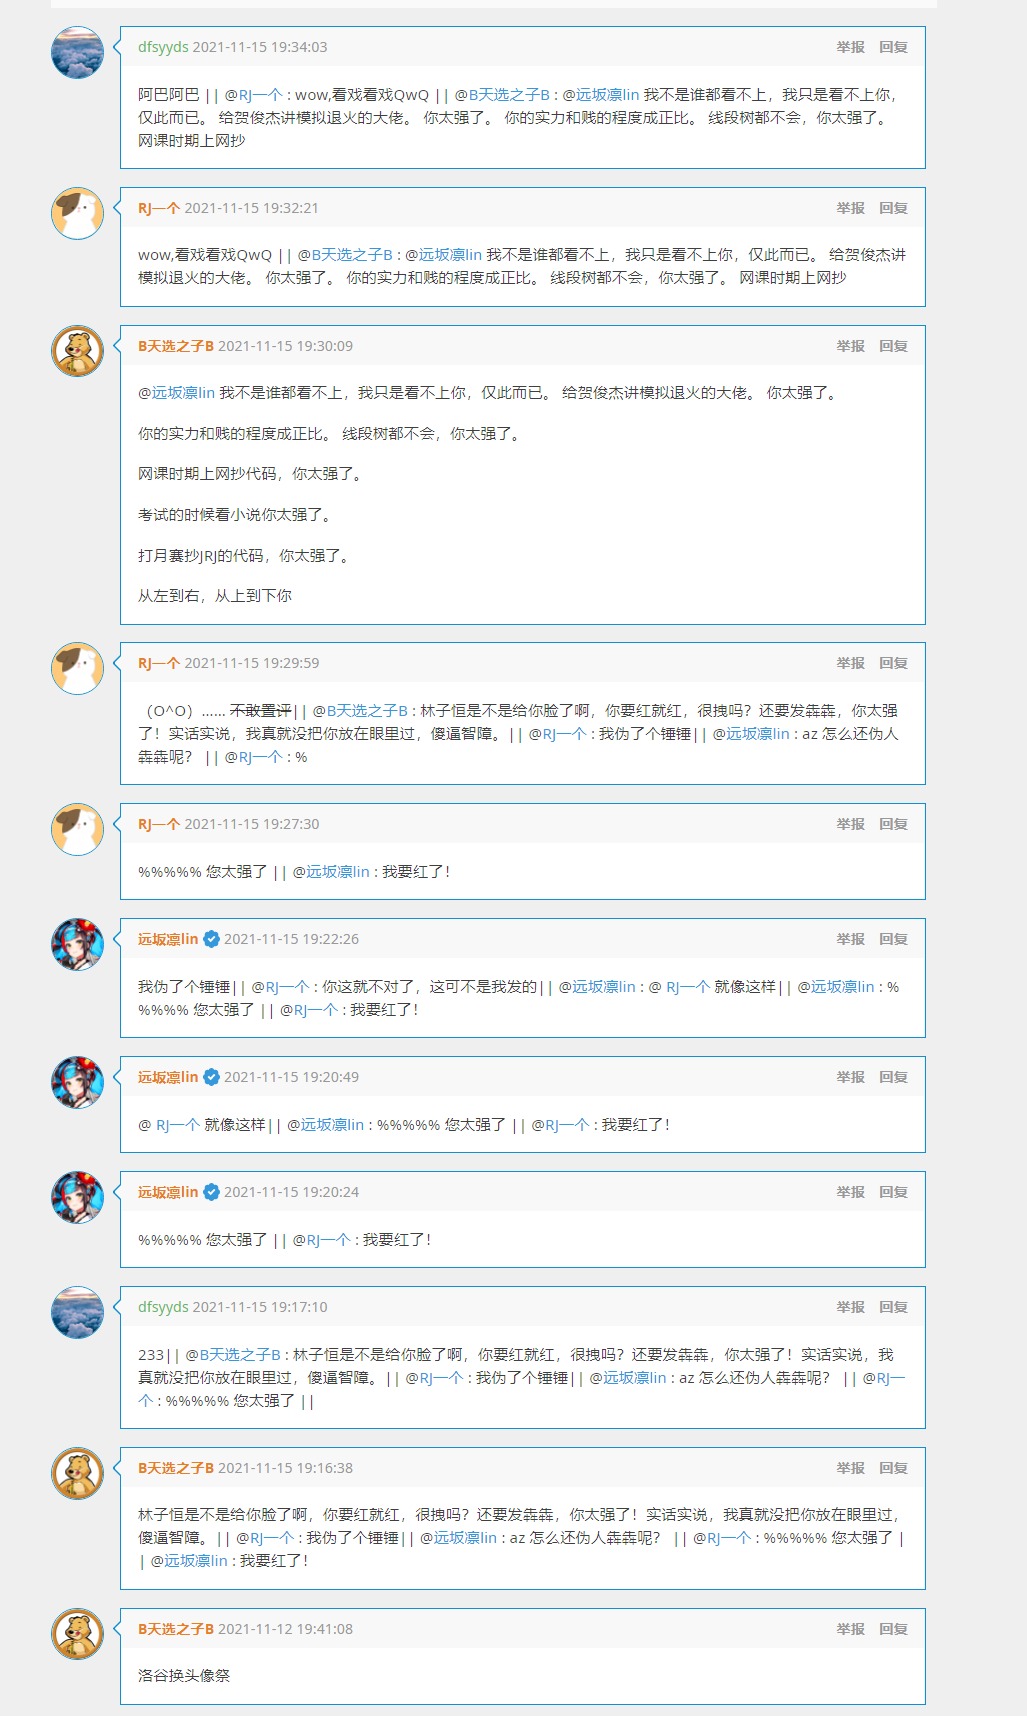 dfsyyds 2021-11-15 19:34:03 举报 回复
阿巴阿巴 || @RJ一个 : wow,看戏看戏QwQ || @B天选之子B : @远坂凛lin 我不是谁都看不上，我只是看不上你，
仅此而已。 给贺俊杰讲模拟退火的大佬。 你太强了。 你的实力和贱的程度成正比。 线段树都不会，你太强了。
网课时期上网抄
RJ一个 2021-11-15 19:32:21 举报 回复
wow,看戏看戏QwQ || @B天选之子B : @远坂凛lin 我不是谁都看不上，我只是看不上你，仅此而已。 给贺俊杰讲
模拟退火的大佬。 你太强了。 你的实力和贱的程度成正比。 线段树都不会，你太强了。 网课时期上网抄
B天选之子B 2021-11-15 19:30:09 举报 回复
@远坂凛lin 我不是谁都看不上，我只是看不上你，仅此而已。 给贺俊杰讲模拟退火的大佬。 你太强了。
你的实力和贱的程度成正比。 线段树都不会，你太强了。
网课时期上网抄代码，你太强了。
考试的时候看小说你太强了。
打月赛抄JRJ的代码，你太强了。
从左到右，从上到下你
RJ一个 2021-11-15 19:29:59 举报 回复
（O^O）…… 不敢置评|| @B天选之子B : 林子恒是不是给你脸了啊，你要红就红，很拽吗？还要发犇犇，你太强
了！实话实说，我真就没把你放在眼里过，傻逼智障。|| @RJ一个 : 我伪了个锤锤|| @远坂凛lin : az 怎么还伪人
犇犇呢？ || @RJ一个 : %
RJ一个 2021-11-15 19:27:30 举报 回复
%%%%% 您太强了 || @远坂凛lin : 我要红了！
远坂凛lin 2021-11-15 19:22:26 举报 回复
我伪了个锤锤|| @RJ一个 : 你这就不对了，这可不是我发的|| @远坂凛lin : @ RJ一个 就像这样|| @远坂凛lin : %
%%%% 您太强了 || @RJ一个 : 我要红了！
远坂凛lin 2021-11-15 19:20:49 举报 回复
@ RJ一个 就像这样|| @远坂凛lin : %%%%% 您太强了 || @RJ一个 : 我要红了！
远坂凛lin 2021-11-15 19:20:24 举报 回复
%%%%% 您太强了 || @RJ一个 : 我要红了！
dfsyyds 2021-11-15 19:17:10 举报 回复
233|| @B天选之子B : 林子恒是不是给你脸了啊，你要红就红，很拽吗？还要发犇犇，你太强了！实话实说，我
真就没把你放在眼里过，傻逼智障。|| @RJ一个 : 我伪了个锤锤|| @远坂凛lin : az 怎么还伪人犇犇呢？ || @RJ一
个 : %%%%% 您太强了 ||
B天选之子B 2021-11-15 19:16:38 举报 回复
林子恒是不是给你脸了啊，你要红就红，很拽吗？还要发犇犇，你太强了！实话实说，我真就没把你放在眼里过，
傻逼智障。|| @RJ一个 : 我伪了个锤锤|| @远坂凛lin : az 怎么还伪人犇犇呢？ || @RJ一个 : %%%%% 您太强了 |
| @远坂凛lin : 我要红了！
B天选之子B 2021-11-12 19:41:08 举报 回复
洛谷换头像祭